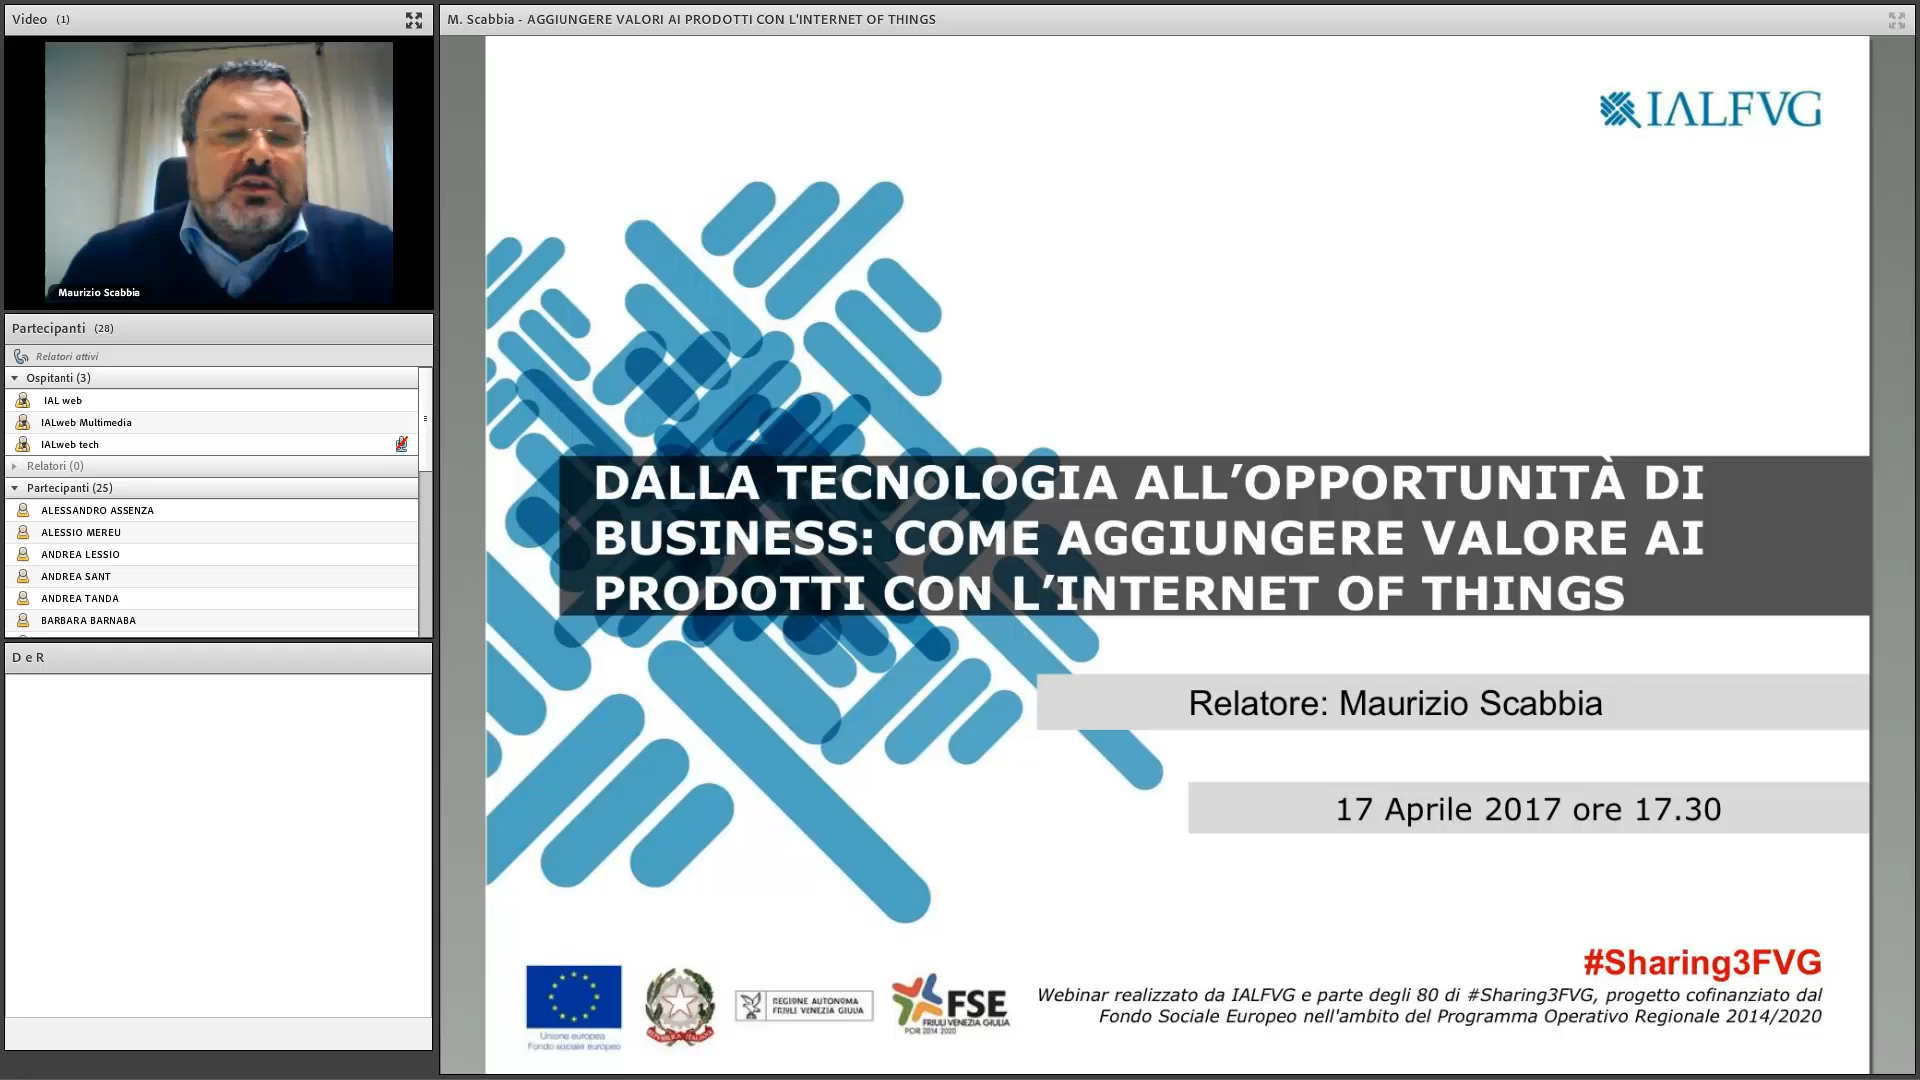 Video (1)
Maurizio Scabbia
Partecipanti (28)
Relatori attivi
Ospitanti (3)
IAL web
IALweb Multimedia
IALweb tech
Relatori (0)
Partecipanti (25)
ALESSANDRO ASSENZA
ALESSIO MEREU
ANDREA LESSIO
ANDREA SANT
ANDREA TANDA
BARBARA BARNABA
D e R
M. Scabbia - AGGIUNGERE VALORI AI PRODOTTI CON L'INTERNET OF THINGS
IALFVG
DALLA TECNOLOGIA ALL’OPPORTUNITÀ DI
BUSINESS: COME AGGIUNGERE VALORE AI
PRODOTTI CON L’INTERNET OF THINGS
Relatore: Maurizio Scabbia
17 Aprile 2017 ore 17.30
#Sharing3FVG
Webinar realizzato da IALFVG e parte degli 80 di #Sharing3FVG, progetto cofinanziato dal
Fondo Sociale Europeo nell'ambito del Programma Operativo Regionale 2014/2020
Unione europea
Fondo sociale europeo
REGIONE AUTONOMA
FRIULI VENEZIA GIULIA
FSE
FRIULI VENEZIA GIULIA
POR 2014 2020